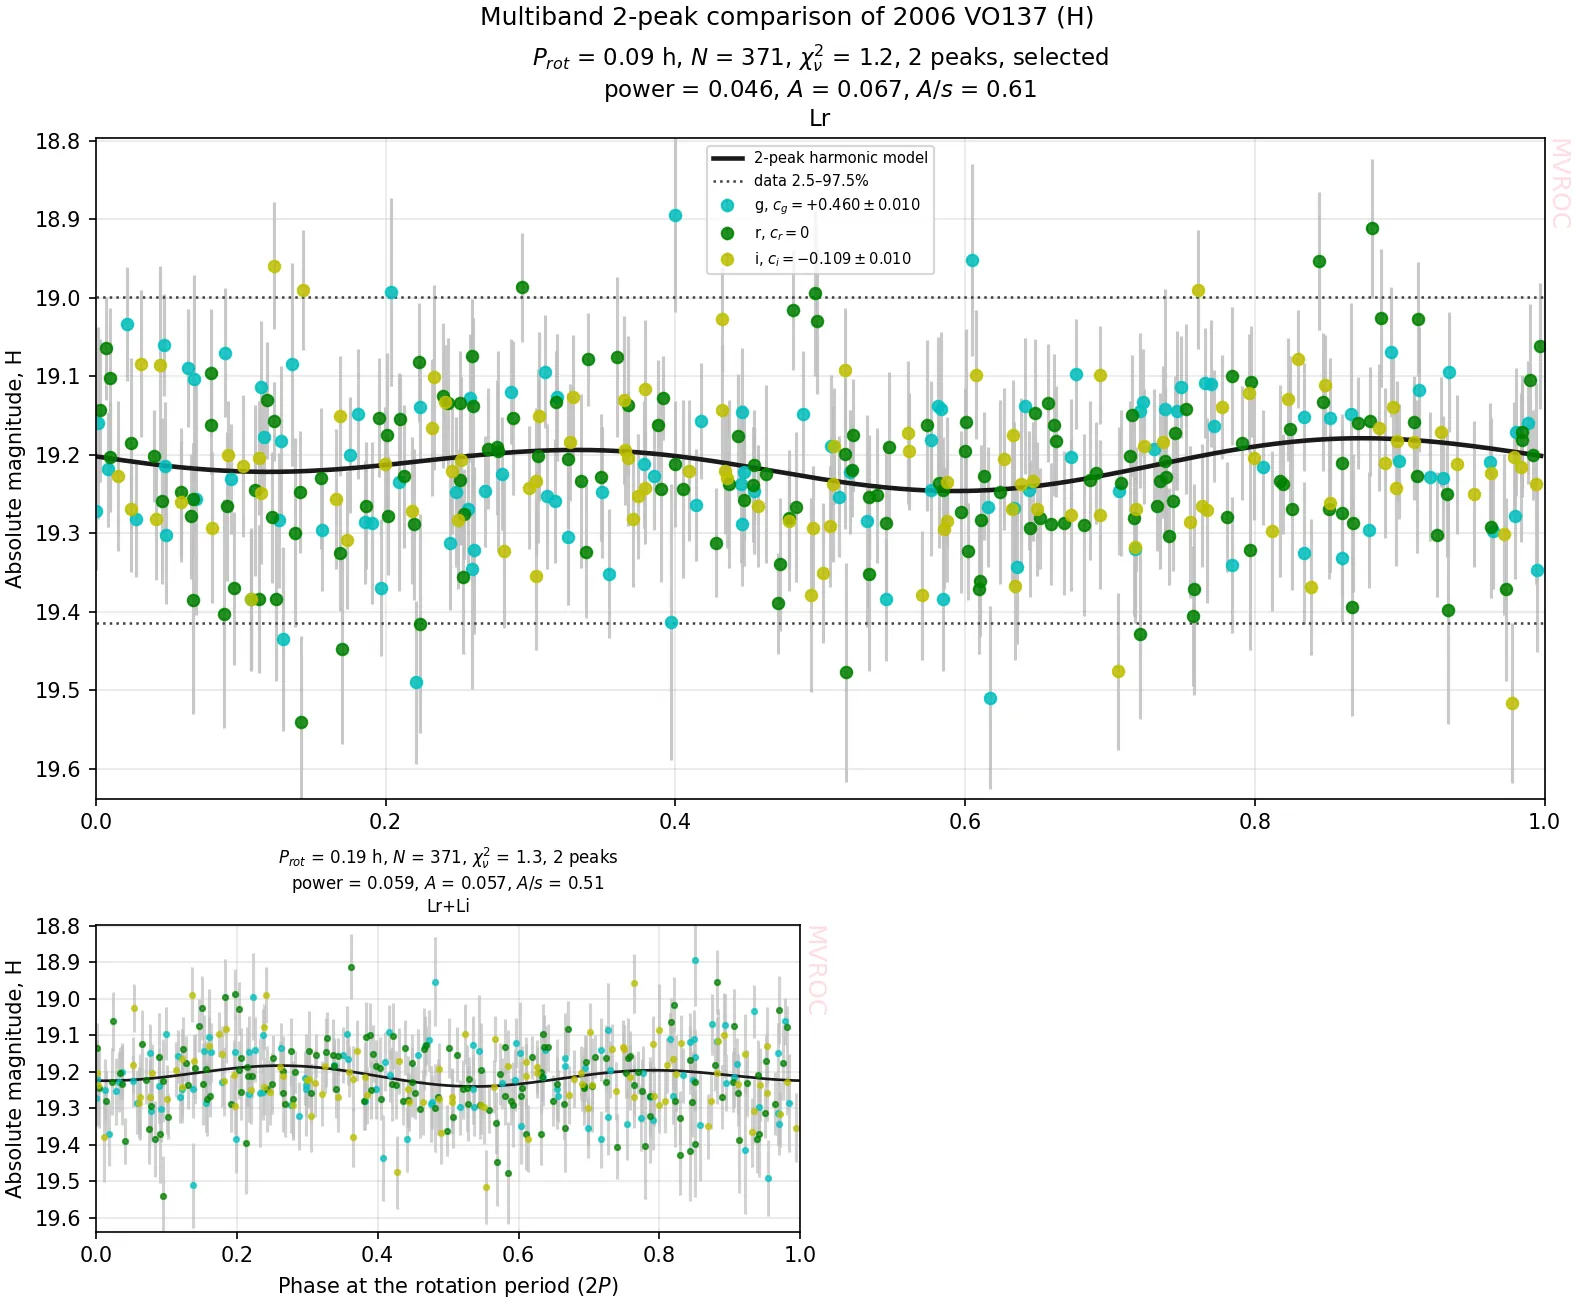 Multiband 2-peak comparison of 2006 VO137 (H)
P_rot = 0.09 h, N = 371, χ²_ν = 1.2, 2 peaks, selected
power = 0.046, A = 0.067, A/s = 0.61
Lr
MVROC
2-peak harmonic model
data 2.5–97.5%
g, c_g = +0.460 ± 0.010
r, c_r = 0
i, c_i = −0.109 ± 0.010
Absolute magnitude, H
18.8
18.9
19.0
19.1
19.2
19.3
19.4
19.5
19.6
0.0 0.2 0.4 0.6 0.8 1.0
P_rot = 0.19 h, N = 371, χ²_ν = 1.3, 2 peaks
power = 0.059, A = 0.057, A/s = 0.51
Lr+Li
MVROC
Absolute magnitude, H
18.8
18.9
19.0
19.1
19.2
19.3
19.4
19.5
19.6
0.0 0.2 0.4 0.6 0.8 1.0
Phase at the rotation period (2P)